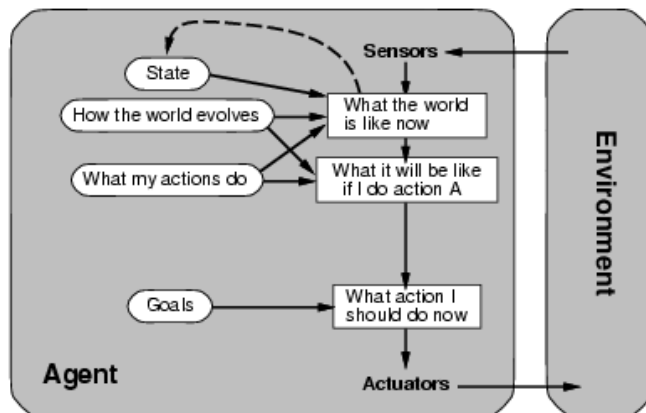 Sensors
State
How the world evolves
What the world
is like now
What my actions do
What it will be like
if I do action A
Goals
What action I
should do now
Agent
Actuators
Environment